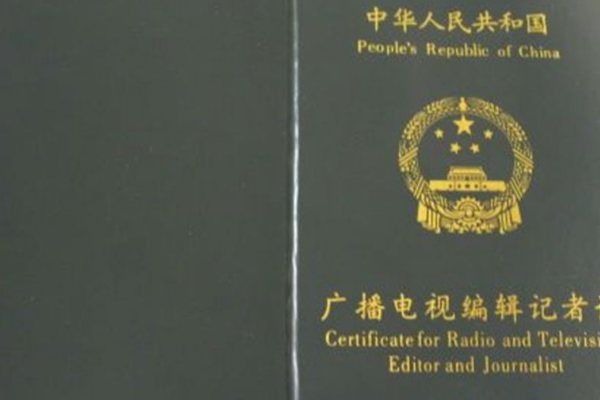 中华人民共和国
People's Republic of China
广播电视编辑记者
Certificate for Radio and
Editor and Journalist